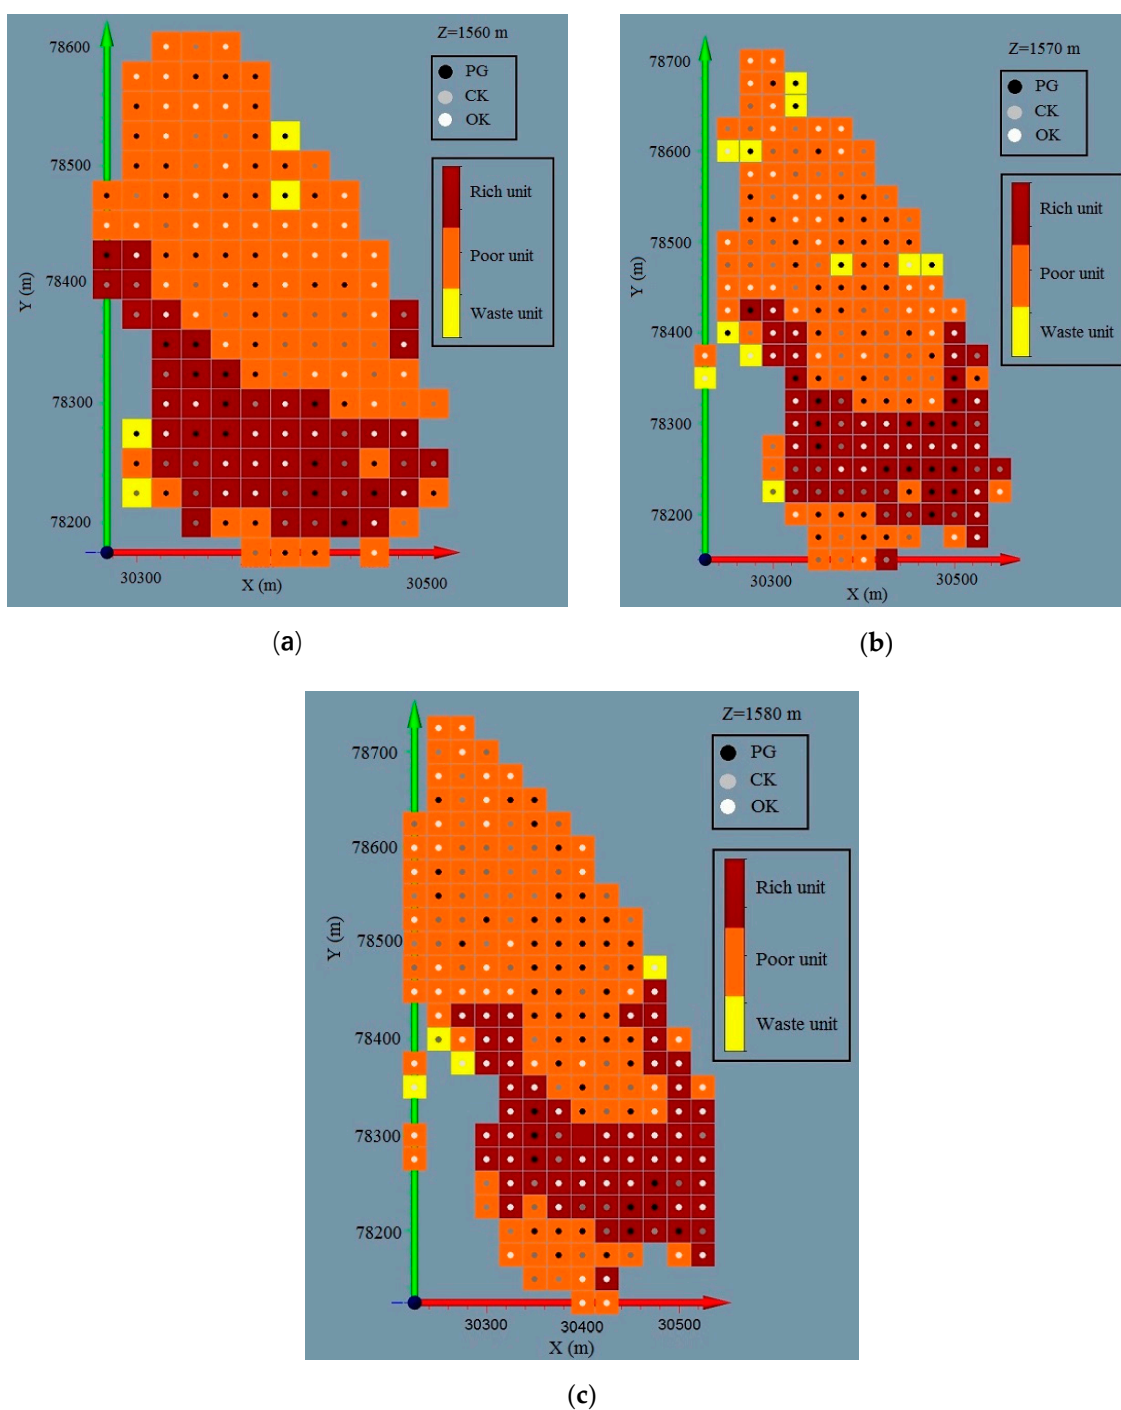 Z=1560 m
PG
CK
OK
Rich unit
Poor unit
Waste unit
78600
78500
78400
78300
78200
Y (m)
30300
30500
X (m)
(a)
Z=1570 m
PG
CK
OK
Rich unit
Poor unit
Waste unit
78700
78600
78500
78400
78300
78200
Y (m)
30300
30500
X (m)
(b)
Z=1580 m
PG
CK
OK
Rich unit
Poor unit
Waste unit
78700
78600
78500
78400
78300
78200
Y (m)
30300
30400
30500
X (m)
(c)